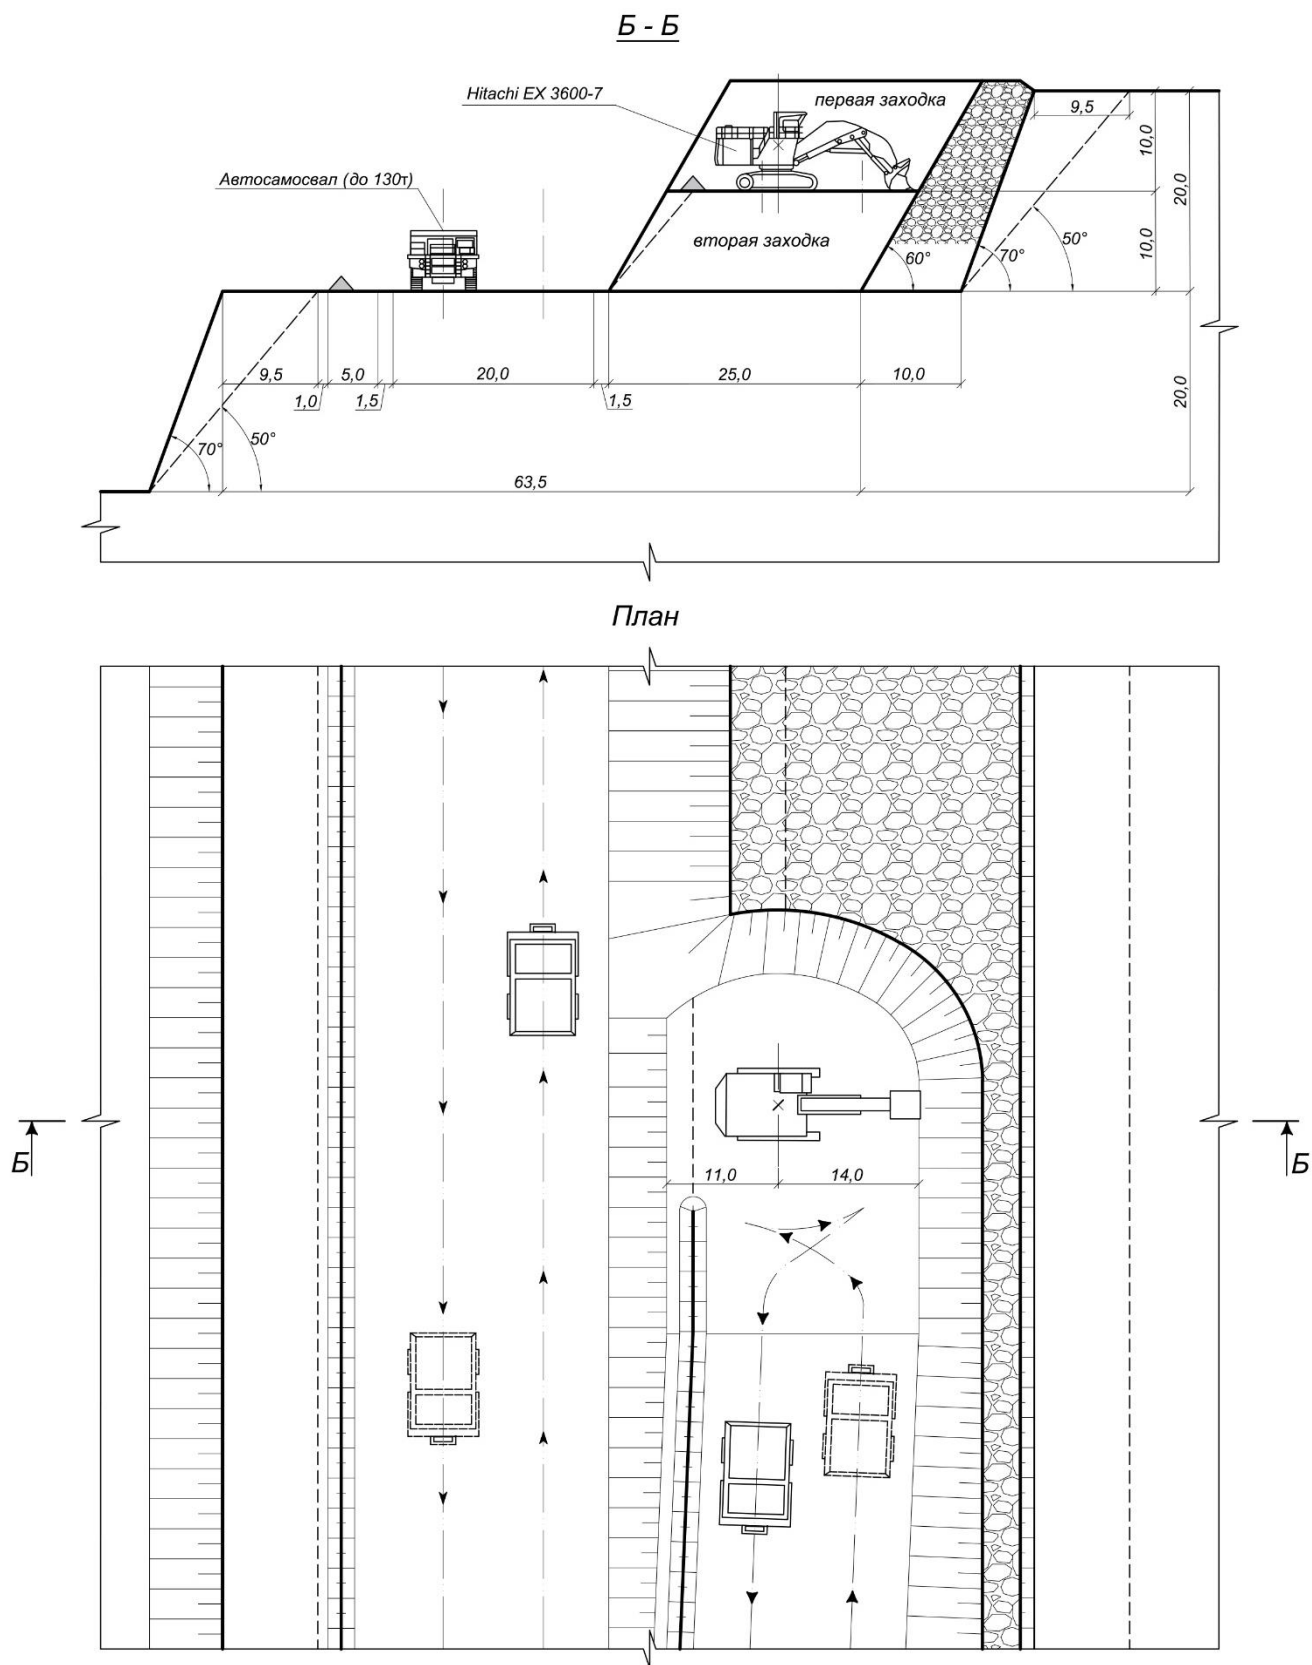 Б - Б
Hitachi EX 3600-7
первая заходка
9,5
10,0
20,0
Автосамосвал (до 130т)
вторая заходка
60°
70°
50°
10,0
9,5
5,0
20,0
25,0
10,0
1,0
1,5
1,5
20,0
70°
50°
63,5
План
Б
Б
11,0
14,0